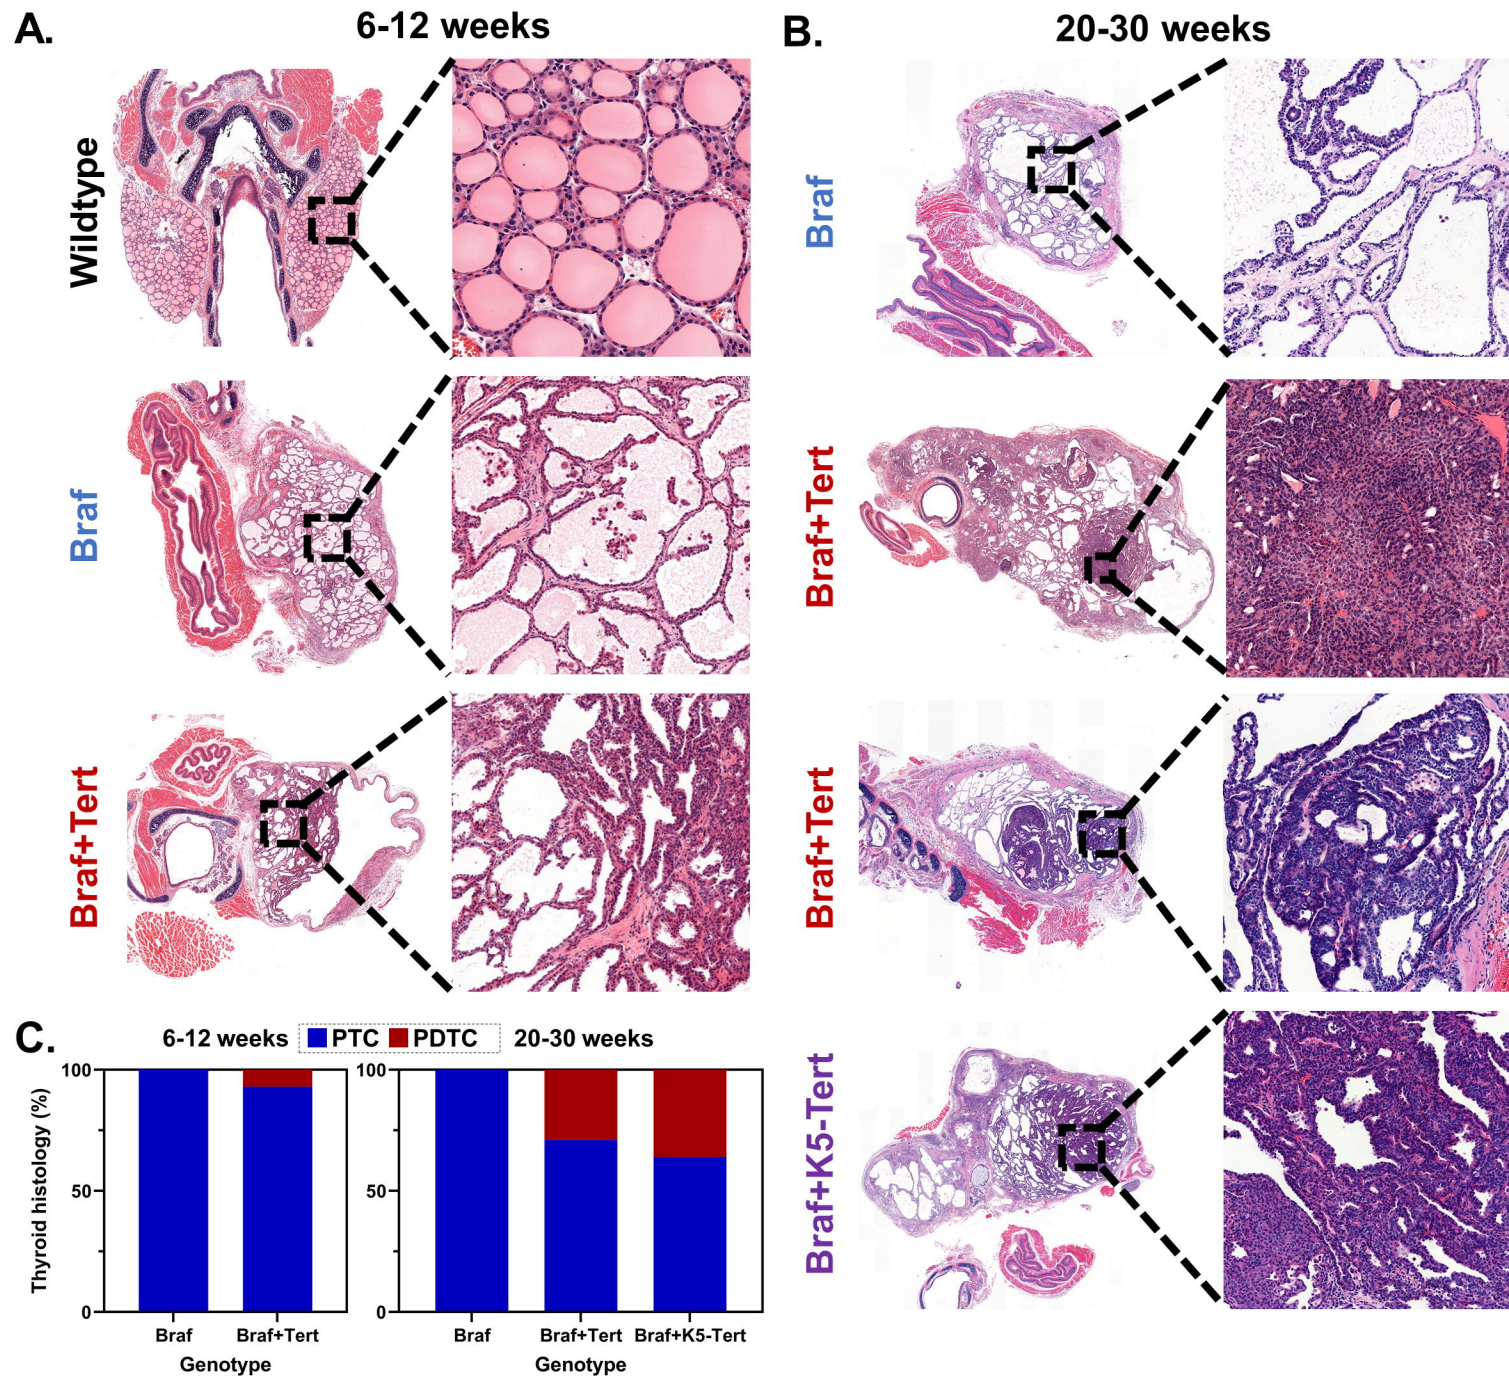 A.
6-12 weeks
Wildtype
Braf
Braf+Tert
B.
20-30 weeks
Braf
Braf+Tert
Braf+Tert
Braf+K5-Tert
C.
6-12 weeks
PTC
PDTC
20-30 weeks
Thyroid histology (%)
100
50
0
Braf
Braf+Tert
Genotype
100
50
0
Braf
Braf+Tert
Braf+K5-Tert
Genotype